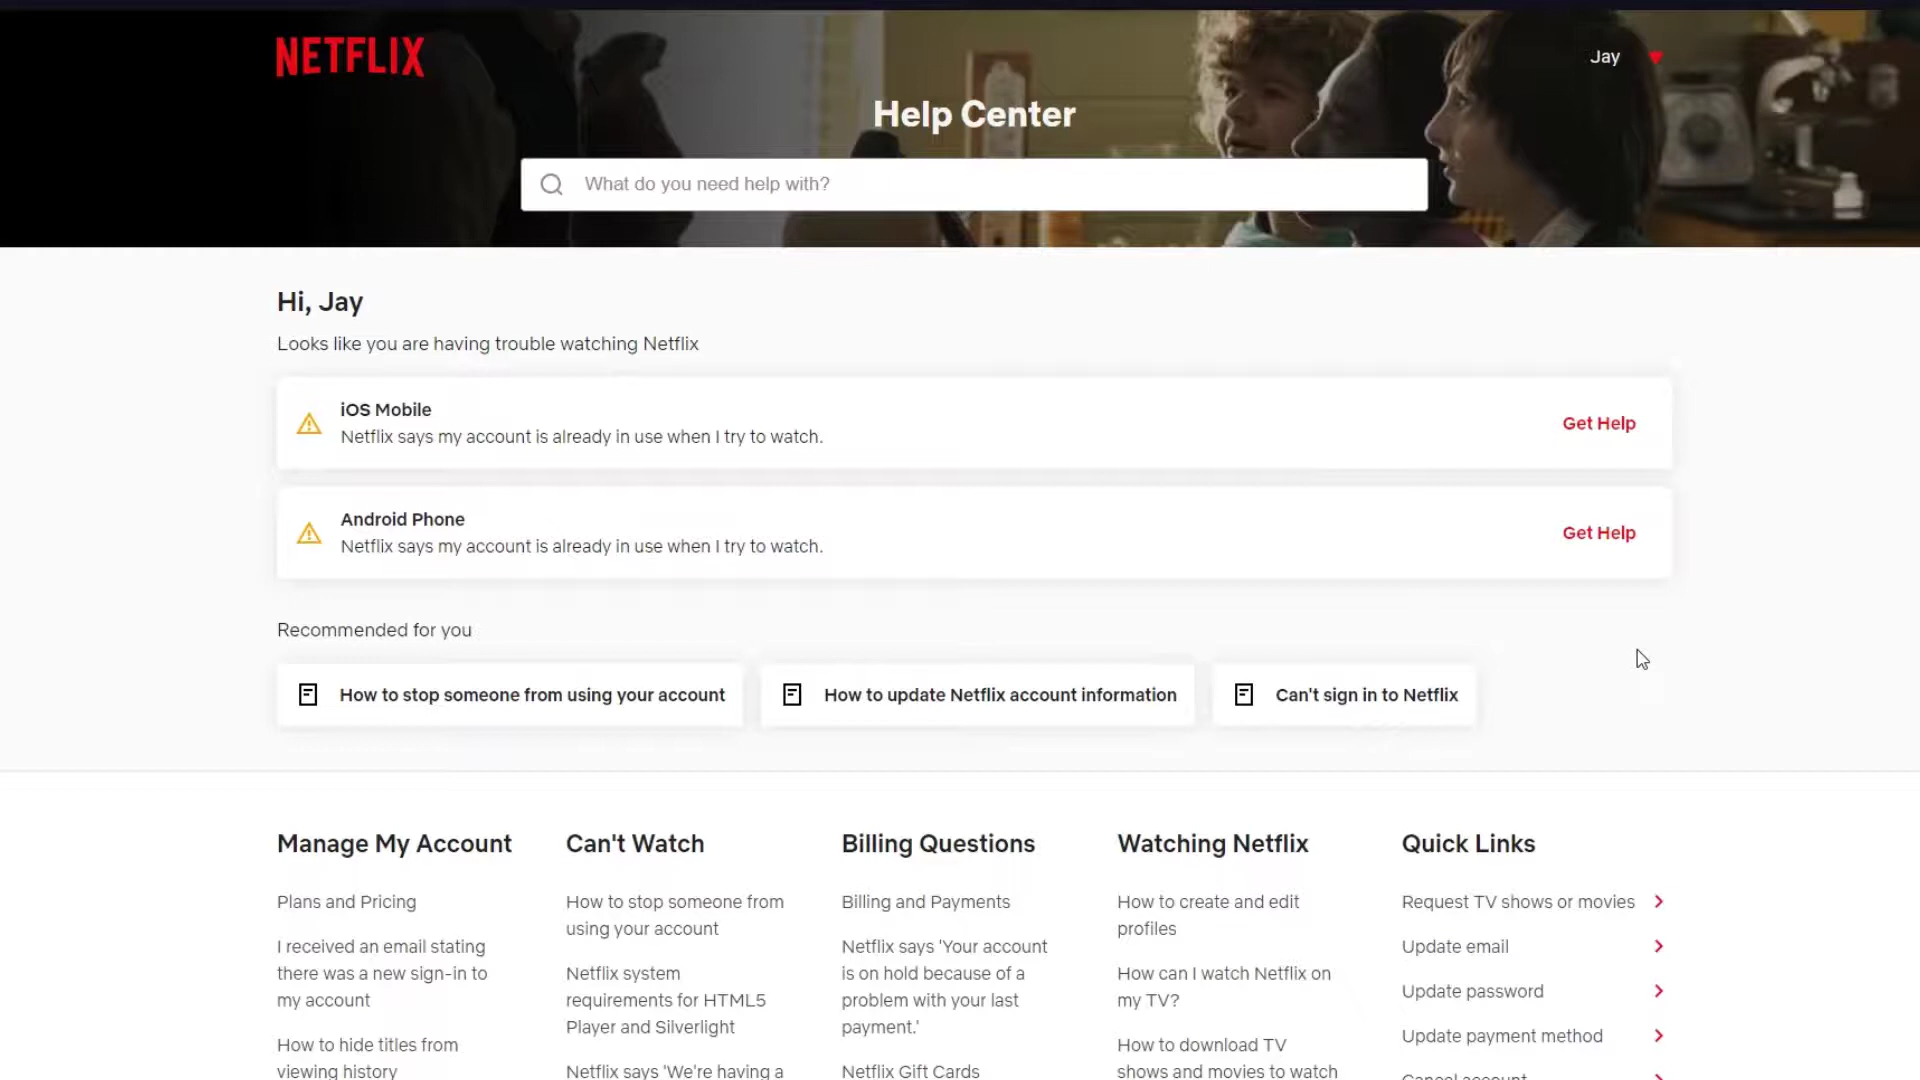 NETFLIX
Jay
Help Center
What do you need help with?
Hi, Jay
Looks like you are having trouble watching Netflix
iOS Mobile
Netflix says my account is already in use when I try to watch.
Get Help
Android Phone
Netflix says my account is already in use when I try to watch.
Get Help
Recommended for you
How to stop someone from using your account
How to update Netflix account information
Can't sign in to Netflix
Manage My Account
Plans and Pricing
I received an email stating
there was a new sign-in to
my account
How to hide titles from
viewing history
Can't Watch
How to stop someone from
using your account
Netflix system
requirements for HTML5
Player and Silverlight
Netflix says 'We're having a
Billing Questions
Billing and Payments
Netflix says 'Your account
is on hold because of a
problem with your last
payment.'
Netflix Gift Cards
Watching Netflix
How to create and edit
profiles
How can I watch Netflix on
my TV?
How to download TV
shows and movies to watch
Quick Links
Request TV shows or movies
Update email
Update password
Update payment method
Cancel account